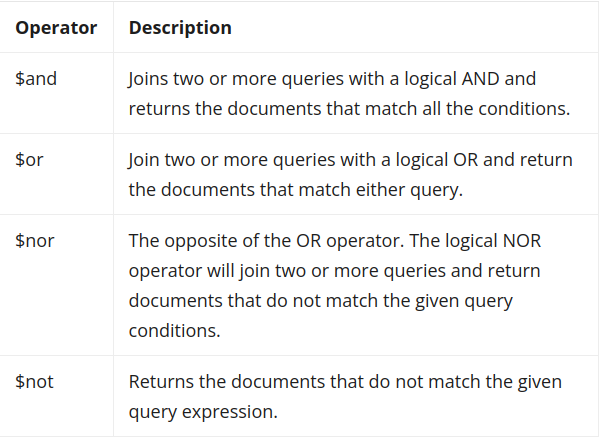 Operator Description
$and Joins two or more queries with a logical AND and
returns the documents that match all the conditions.
$or Join two or more queries with a logical OR and return
the documents that match either query.
$nor The opposite of the OR operator. The logical NOR
operator will join two or more queries and return
documents that do not match the given query
conditions.
$not Returns the documents that do not match the given
query expression.